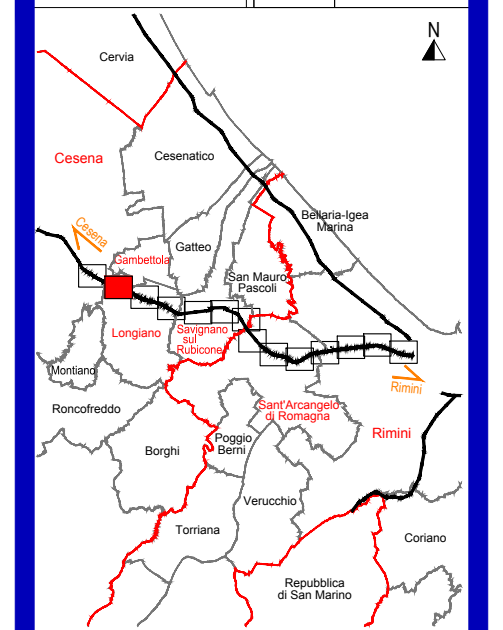 N
Cervia
Cesena
Cesenatico
Cesena
Bellaria-Igea
Marina
Gatteo
Gambettola
San Mauro
Pascoli
Longiano
Savignano
sul
Rubicone
Montiano
Rimini
Roncofreddo
Sant'Arcangelo
di Romagna
Rimini
Borghi
Poggio
Berni
Verucchio
Torriana
Coriano
Repubblica
di San Marino